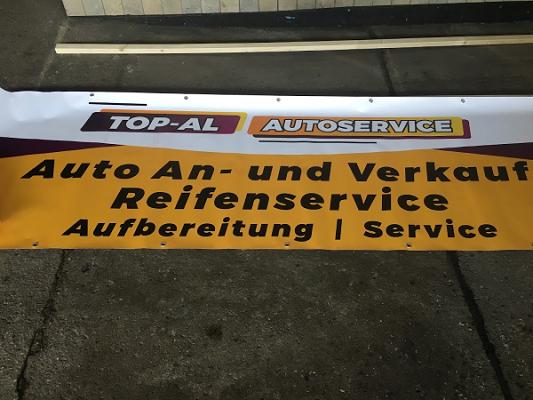 TOP-AL AUTOSERVICE
Auto An- und Verkauf
Reifenservice
Aufbereitung | Service